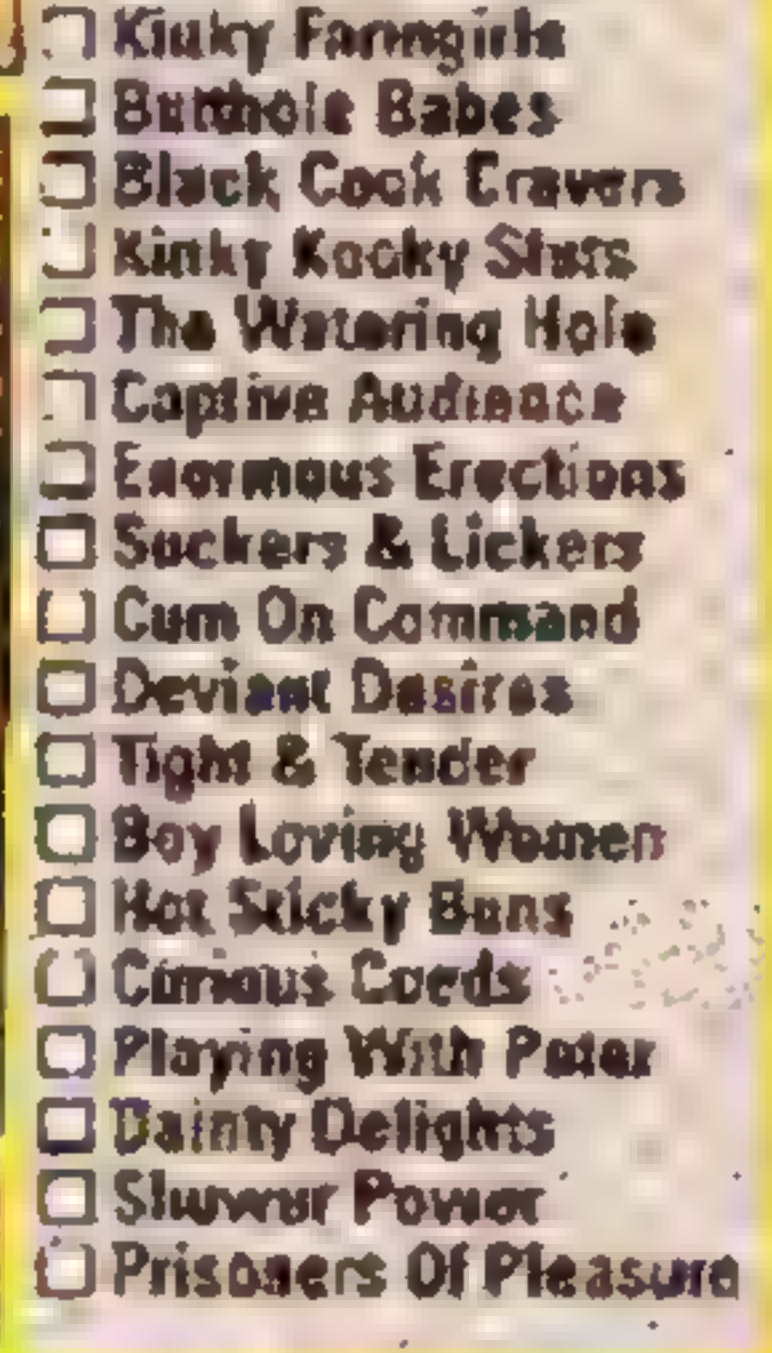 Kinky Farmgirls
Butthole Babes
Black Cock Cravers
Kinky Kooky Sluts
The Watering Hole
Captive Audience
Enormous Erections
Suckers & Lickers
Cum On Command
Deviant Desires
Tight & Tender
Boy Loving Women
Hot Sticky Buns
Curious Coeds
Playing With Peter
Dainty Delights
Shower Power
Prisoners Of Pleasure